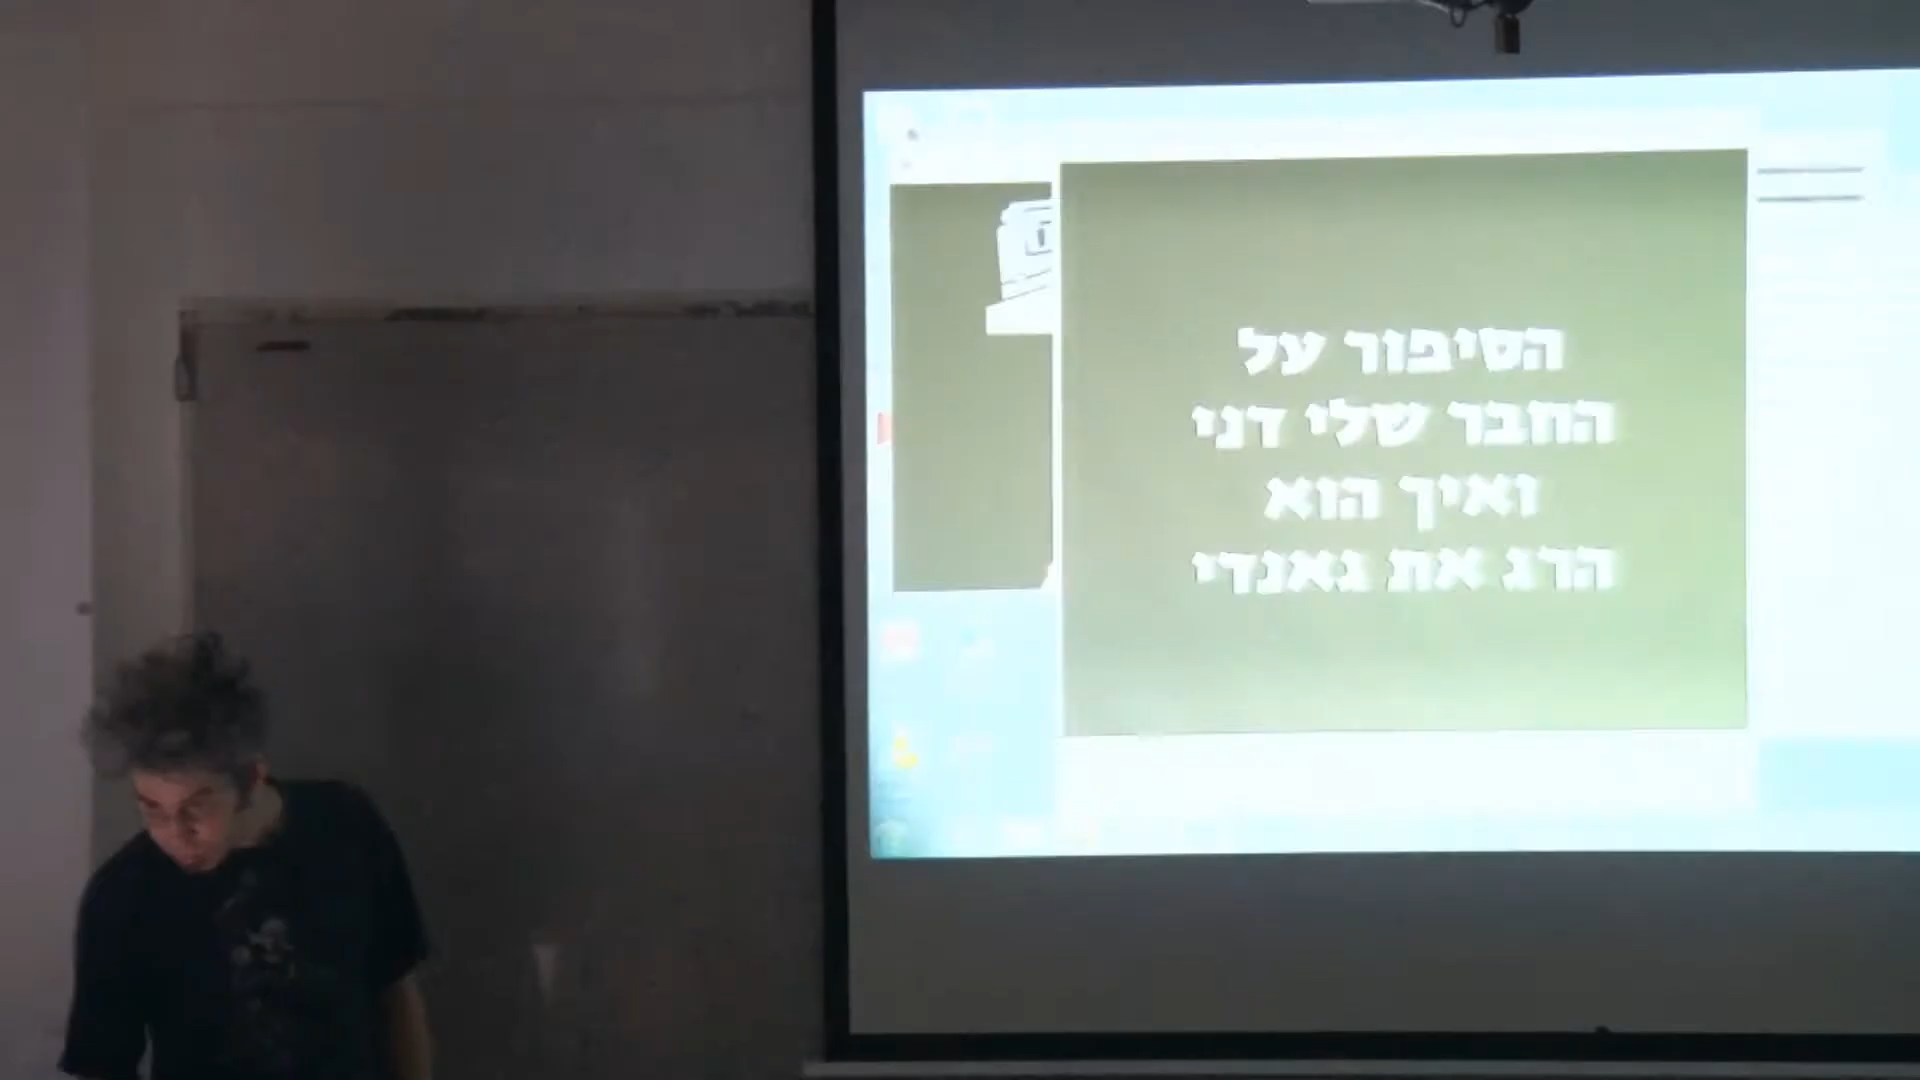 הסיפור על
החבר שלי דני
ואיך הוא
הרג את גאנדי